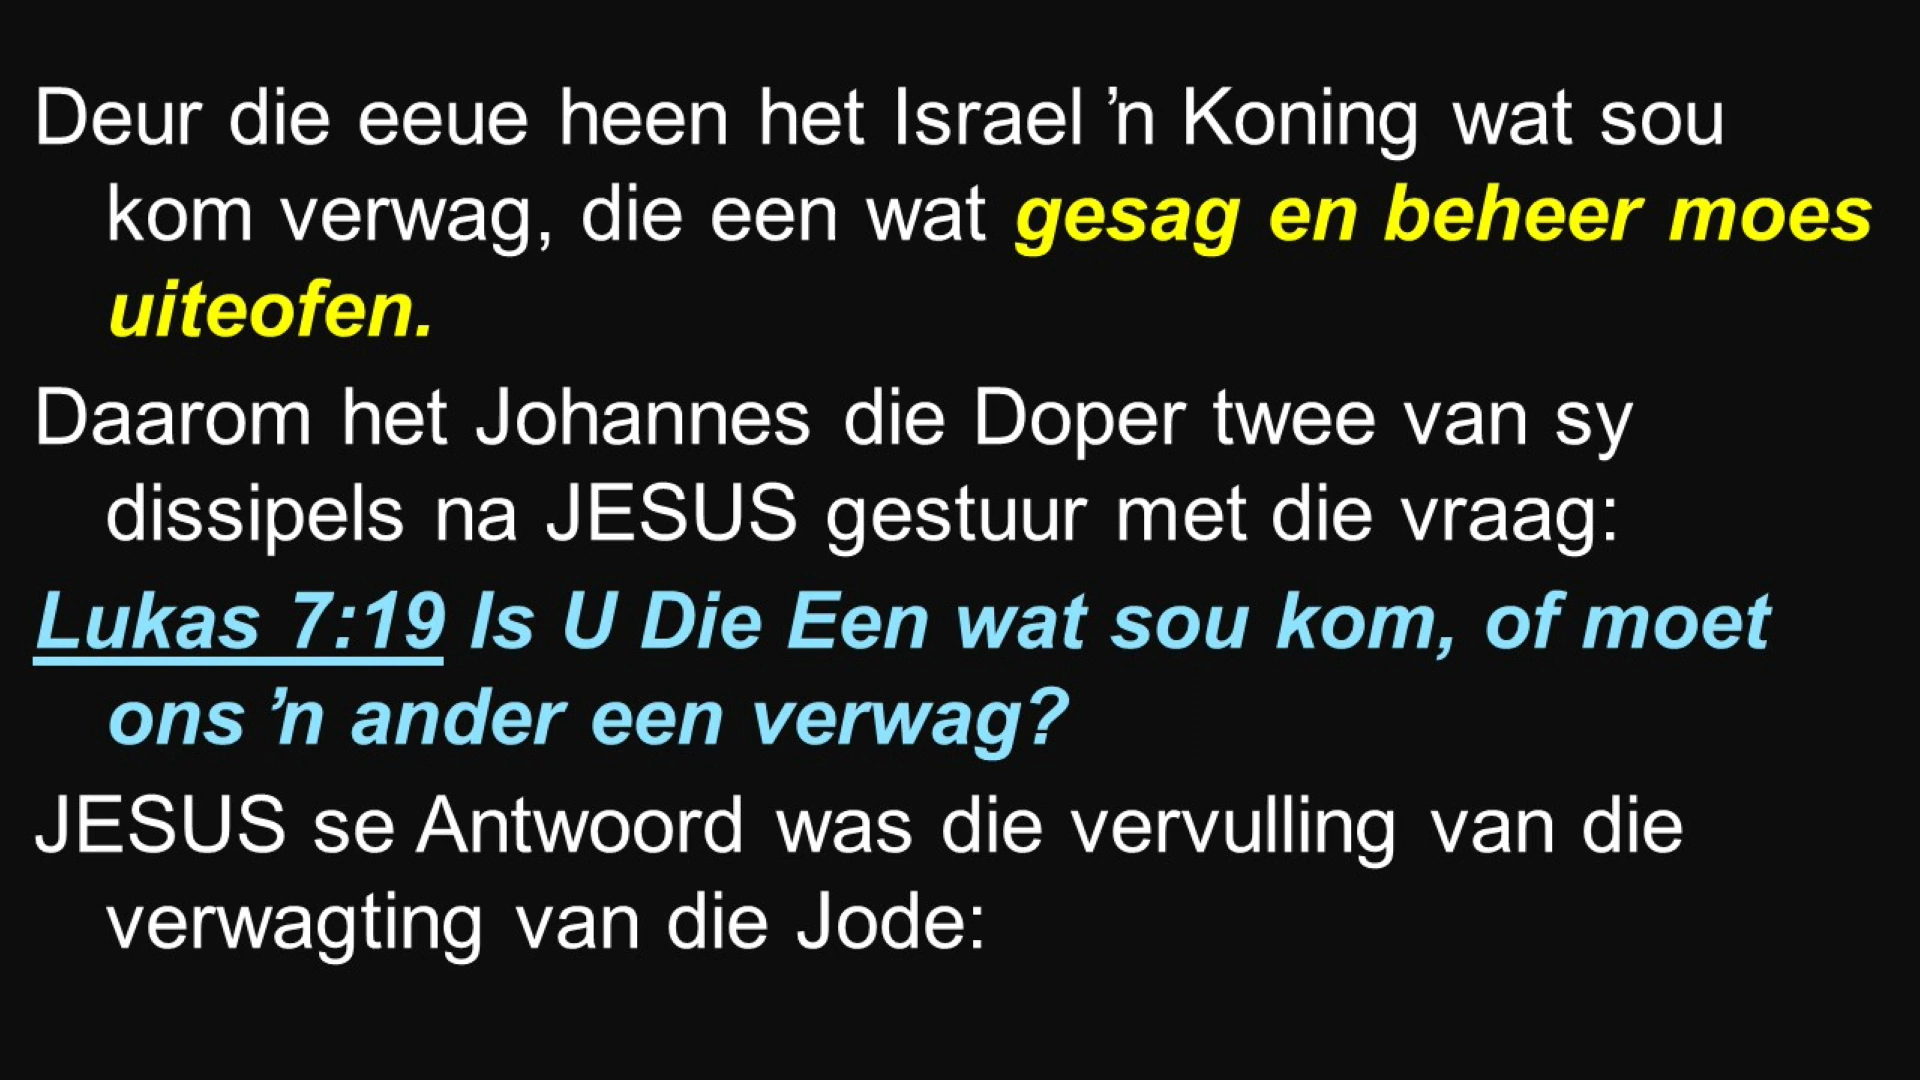 Deur die eeue heen het Israel ’n Koning wat sou
kom verwag, die een wat gesag en beheer moes
uiteofen.
Daarom het Johannes die Doper twee van sy
dissipels na JESUS gestuur met die vraag:
Lukas 7:19 Is U Die Een wat sou kom, of moet
ons ’n ander een verwag?
JESUS se Antwoord was die vervulling van die
verwagting van die Jode: